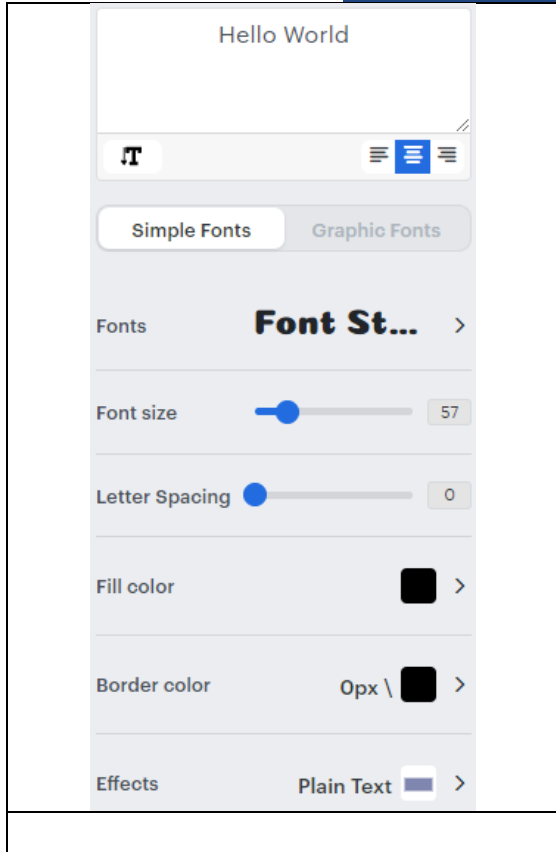 Hello World
Simple Fonts Graphic Fonts
Fonts Font St... >
Font size 57
Letter Spacing 0
Fill color >
Border color 0px \ >
Effects Plain Text >